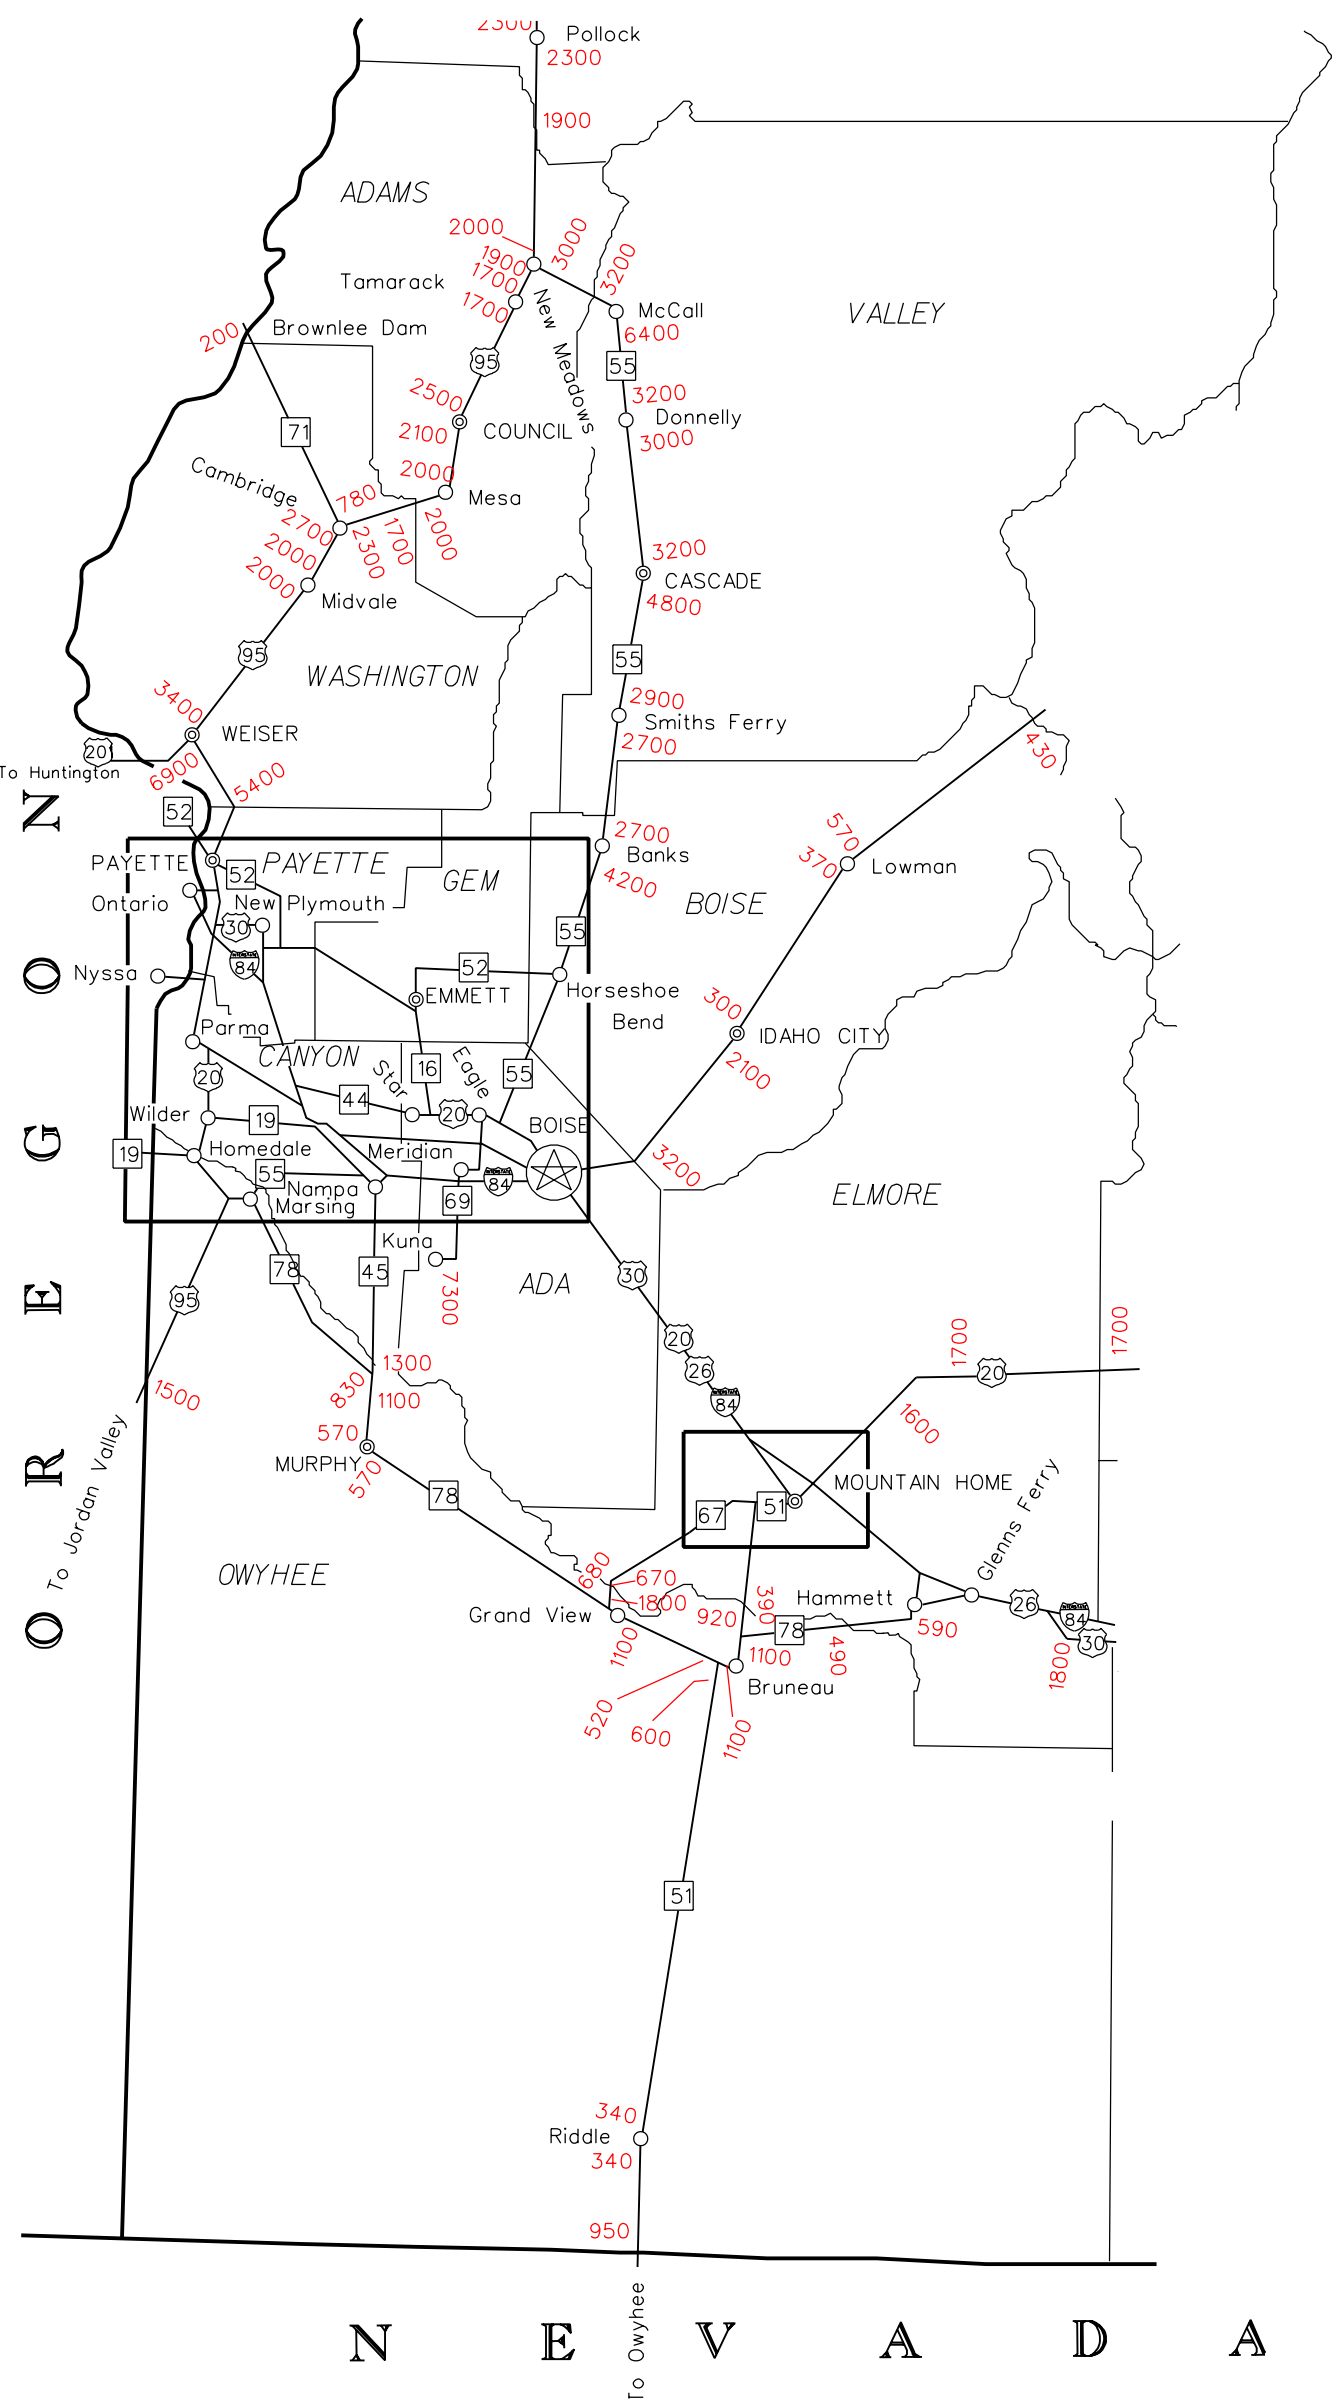 2300
Pollock
2300
1900
ADAMS
2000
3000
1900
3200
1700
Tamarack
1700
New Meadows
McCall
VALLEY
200
Brownlee Dam
6400
95
55
2500
3200
2100
COUNCIL
Donnelly
71
3000
Cambridge
2000
780
Mesa
2700
2300
1700
2000
2000
3200
2000
CASCADE
Midvale
4800
95
55
WASHINGTON
3400
2900
WEISER
Smiths Ferry
20
2700
430
To Huntington
6900
5400
52
570
2700
PAYETTE
PAYETTE
370
Banks
Lowman
52
GEM
4200
Ontario
New Plymouth
BOISE
30
55
84
52
Nyssa
EMMETT
Horseshoe
Bend
300
Parma
IDAHO CITY
CANYON
Eagle
2100
20
Star
16
55
44
Wilder
19
20
BOISE
19
Homedale
Meridian
55
84
3200
Nampa
Marsing
69
ELMORE
Kuna
78
45
30
7300
ADA
95
1700
1700
20
1300
26
20
1500
830
1100
84
1600
570
MURPHY
570
To Jordan Valley
MOUNTAIN HOME
78
67
51
Glenns Ferry
OWYHEE
680
670
1800
390
Hammett
Grand View
920
26
84
78
590
30
1100
1100
490
1800
Bruneau
520
600
1100
51
340
Riddle
340
950
To Owyhee
OREGON
NEVADA